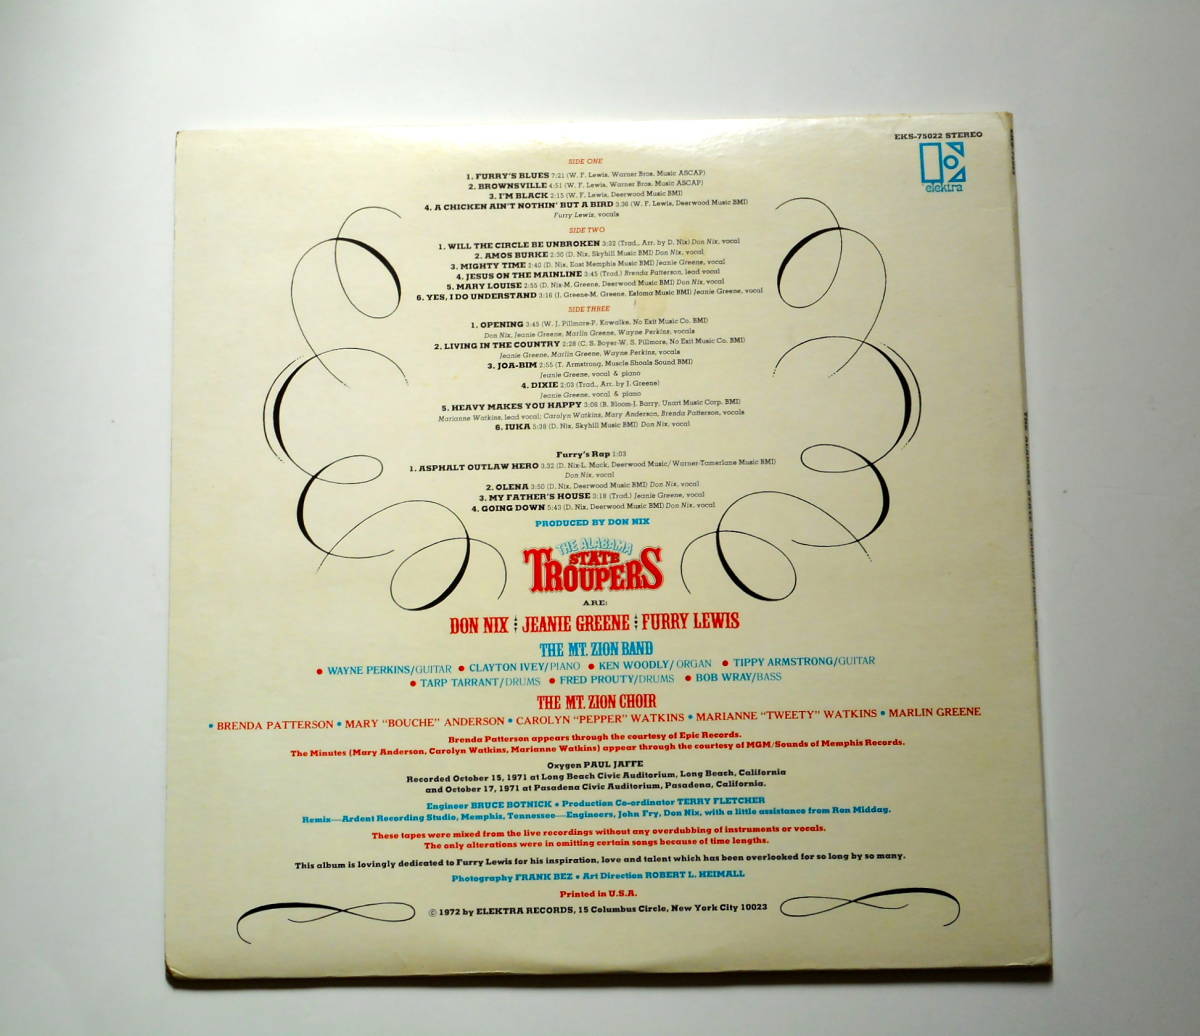 EKS-75022 STEREO
elektra
SIDE ONE
1. FURRY'S BLUES 7:21 (W. F. Lewis, Warner Bros. Music ASCAP)
2. BROWNSVILLE 4:51 (W. F. Lewis, Warner Bros. Music ASCAP)
3. I'M BLACK 2:15 (W. F. Lewis, Deerwood Music BMI)
4. A CHICKEN AIN'T NOTHIN' BUT A BIRD 3:36 (W. F. Lewis, Deerwood Music BMI)
Furry Lewis, vocals
SIDE TWO
1. WILL THE CIRCLE BE UNBROKEN 3:22 (Trad., Arr. by D. Nix) Don Nix, vocal
2. AMOS BURKE 2:50 (D. Nix, Skyhill Music BMI) Don Nix, vocal
3. MIGHTY TIME 3:40 (D. Nix, East Memphis Music BMI) Jeanie Greene, vocal
4. JESUS ON THE MAINLINE 3:45 (Trad.) Brenda Patterson, lead vocal
5. MARY LOUISE 2:55 (D. Nix-M. Greene, Deerwood Music BMI) Don Nix, vocal
6. YES, I DO UNDERSTAND 3:16 (J. Greene-M. Greene, Eeloma Music BMI) Jeanie Greene, vocal
SIDE THREE
1. OPENING 3:45 (W. J. Pillmore-P. Kowalke, No Exit Music Co. BMI)
Don Nix, Jeanie Greene, Marlin Greene, Wayne Perkins, vocals
2. LIVING IN THE COUNTRY 2:28 (C. S. Boyer-W. S. Pillmore, No Exit Music Co. BMI)
Jeanie Greene, Marlin Greene, Wayne Perkins, vocals
3. JOA-BIM 2:55 (T. Armstrong, Muscle Shoals Sound BMI)
Jeanie Greene, vocal & piano
4. DIXIE 2:03 (Trad., Arr. by J. Greene)
Jeanie Greene, vocal & piano
5. HEAVY MAKES YOU HAPPY 3:06 (B. Bloom-J. Barry, Unart Music Corp. BMI)
Marianne Watkins, lead vocal; Carolyn Watkins, Mary Anderson, Brenda Patterson, vocals
6. IUKA 5:38 (D. Nix, Skyhill Music BMI) Don Nix, vocal
Furry's Rap 1:03
1. ASPHALT OUTLAW HERO 3:32 (D. Nix-L. Mack, Deerwood Music/Warner-Tamerlane Music BMI)
Don Nix, vocal
2. OLENA 3:50 (D. Nix, Deerwood Music BMI) Don Nix, vocal
3. MY FATHER'S HOUSE 3:18 (Trad.) Jeanie Greene, vocal
4. GOING DOWN 5:43 (D. Nix, Deerwood Music BMI) Don Nix, vocal
PRODUCED BY DON NIX
THE ALABAMA
STATE
TROUPERS
ARE:
DON NIX JEANIE GREENE FURRY LEWIS
THE MT. ZION BAND
• WAYNE PERKINS/GUITAR • CLAYTON IVEY/PIANO • KEN WOODLY/ORGAN • TIPPY ARMSTRONG/GUITAR
• TARP TARRANT/DRUMS • FRED PROUTY/DRUMS • BOB WRAY/BASS
THE MT. ZION CHOIR
• BRENDA PATTERSON • MARY "BOUCHE" ANDERSON • CAROLYN "PEPPER" WATKINS • MARIANNE "TWEETY" WATKINS • MARLIN GREENE
Brenda Patterson appears through the courtesy of Epic Records.
The Minutes (Mary Anderson, Carolyn Watkins, Marianne Watkins) appear through the courtesy of MGM/Sounds of Memphis Records.
Oxygen PAUL JAFFE
Recorded October 15, 1971 at Long Beach Civic Auditorium, Long Beach, California
and October 17, 1971 at Pasadena Civic Auditorium, Pasadena, California.
Engineer BRUCE BOTNICK • Production Co-ordinator TERRY FLETCHER
Remix—Ardent Recording Studio, Memphis, Tennessee—Engineers, John Fry, Don Nix, with a little assistance from Ron Midday.
These tapes were mixed from the live recordings without any overdubbing of instruments or vocals.
The only alterations were in omitting certain songs because of time lengths.
This album is lovingly dedicated to Furry Lewis for his inspiration, love and talent which has been overlooked for so long by so many.
Photography FRANK BEZ • Art Direction ROBERT L. HEIMALL
Printed in U.S.A.
© 1972 by ELEKTRA RECORDS, 15 Columbus Circle, New York City 10023